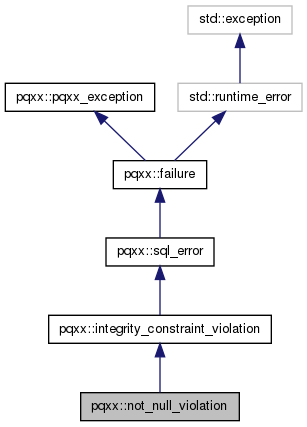 std::exception
pqxx::pqxx_exception
std::runtime_error
pqxx::failure
pqxx::sql_error
pqxx::integrity_constraint_violation
pqxx::not_null_violation